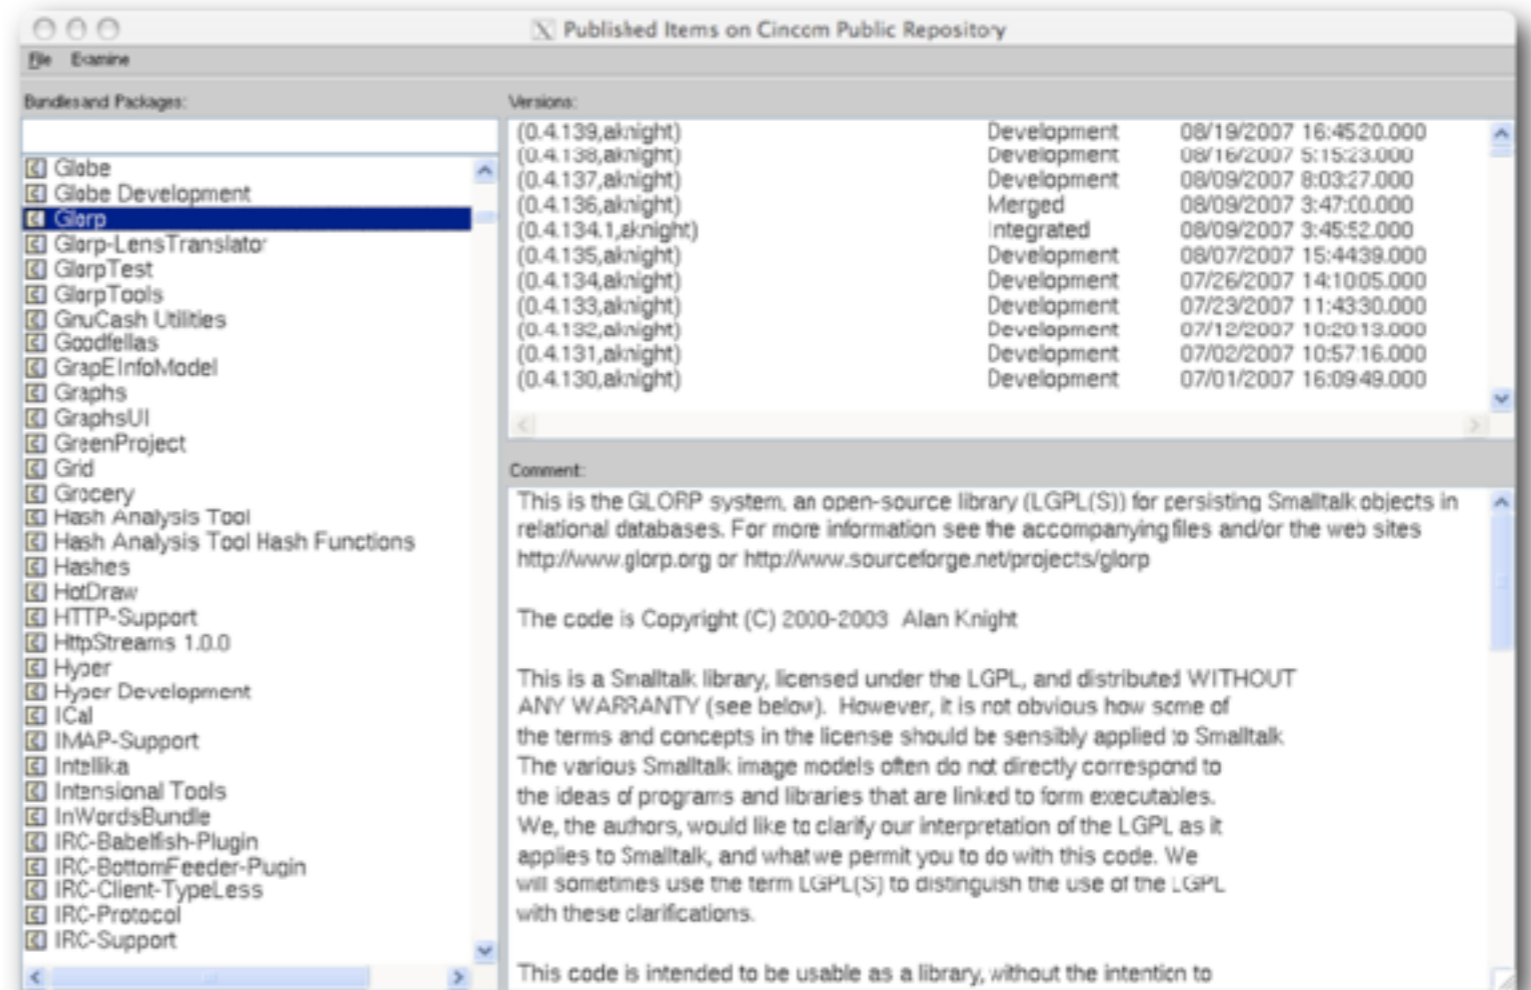 Published Items on Cincom Public Repository
File Examine
Bundles and Packages:
Globe
Globe Development
Glorp
Glorp-LensTranslator
GlorpTest
GlorpTools
GnuCash Utilities
Goodfellas
GrapEInfoModel
Graphs
GraphsUI
GreenProject
Grid
Grocery
Hash Analysis Tool
Hash Analysis Tool Hash Functions
Hashes
HotDraw
HTTP-Support
HttpStreams 1.0.0
Hyper
Hyper Development
ICal
IMAP-Support
Intellika
Intensional Tools
InWordsBundle
IRC-Babelfish-Plugin
IRC-BottomFeeder-Plugin
IRC-Client-TypeLess
IRC-Protocol
IRC-Support
Versions:
(0.4.139,aknight) Development 08/19/2007 16:45:20.000
(0.4.138,aknight) Development 08/16/2007 5:15:23.000
(0.4.137,aknight) Development 08/09/2007 8:03:27.000
(0.4.136,aknight) Merged 08/09/2007 3:47:00.000
(0.4.134.1,aknight) Integrated 08/09/2007 3:45:52.000
(0.4.135,aknight) Development 08/07/2007 15:44:39.000
(0.4.134,aknight) Development 07/26/2007 14:10:05.000
(0.4.133,aknight) Development 07/23/2007 11:43:30.000
(0.4.132,aknight) Development 07/12/2007 10:20:13.000
(0.4.131,aknight) Development 07/02/2007 10:57:16.000
(0.4.130,aknight) Development 07/01/2007 16:09:49.000
Comment:
This is the GLORP system, an open-source library (LGPL(S)) for persisting Smalltalk objects in
relational databases. For more information see the accompanying files and/or the web sites
http://www.glorp.org or http://www.sourceforge.net/projects/glorp
The code is Copyright (C) 2000-2003 Alan Knight
This is a Smalltalk library, licensed under the LGPL, and distributed WITHOUT
ANY WARRANTY (see below). However, it is not obvious how some of
the terms and concepts in the license should be sensibly applied to Smalltalk
The various Smalltalk image models often do not directly correspond to
the ideas of programs and libraries that are linked to form executables.
We, the authors, would like to clarify our interpretation of the LGPL as it
applies to Smalltalk, and what we permit you to do with this code. We
will sometimes use the term LGPL(S) to distinguish the use of the LGPL
with these clarifications.
This code is intended to be usable as a library, without the intention to